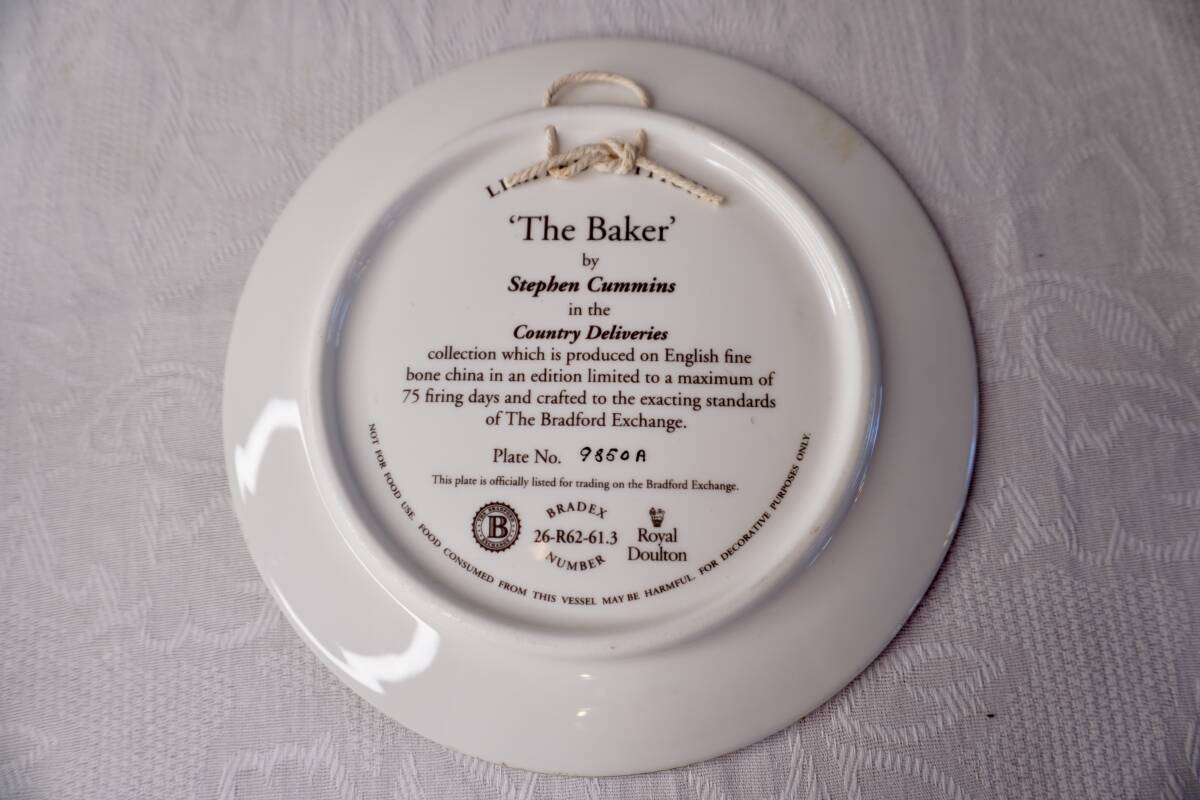 ‘The Baker’
by
Stephen Cummins
in the
Country Deliveries
collection which is produced on English fine
bone china in an edition limited to a maximum of
75 firing days and crafted to the exacting standards
of The Bradford Exchange.
Plate No. 9850A
This plate is officially listed for trading on the Bradford Exchange.
THE BRADFORD
B
EXCHANGE
BRADEX
26-R62-61.3
NUMBER
Royal
Doulton
NOT FOR FOOD USE. FOOD CONSUMED FROM THIS VESSEL MAY BE HARMFUL. FOR DECORATIVE PURPOSES ONLY.